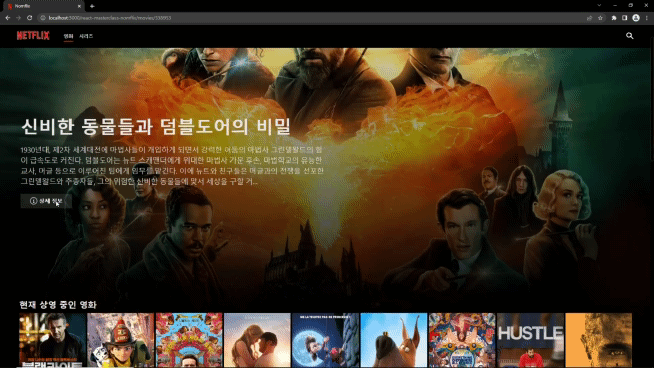 Nomflix
localhost:3000/react-masterclass-nomflix/movies/338953
NETFLIX 영화 시리즈
신비한 동물들과 덤블도어의 비밀
1930년대, 제2차 세계대전에 마법사들이 개입하게 되면서 강력한 어둠의 마법사 그린델왈드의 힘
이 급속도로 커진다. 덤블도어는 뉴트 스캐맨더에게 위대한 마법사 가문 후손, 마법학교의 유능한
교사, 머글 등으로 이루어진 팀에게 임무를 맡긴다. 이에 뉴트와 친구들은 머글과의 전쟁을 선포한
그린델왈드와 추종자들, 그의 위험한 신비한 동물들에 맞서 세상을 구할 거...
상세 정보
현재 상영 중인 영화
HUSTLE
블랙라이트